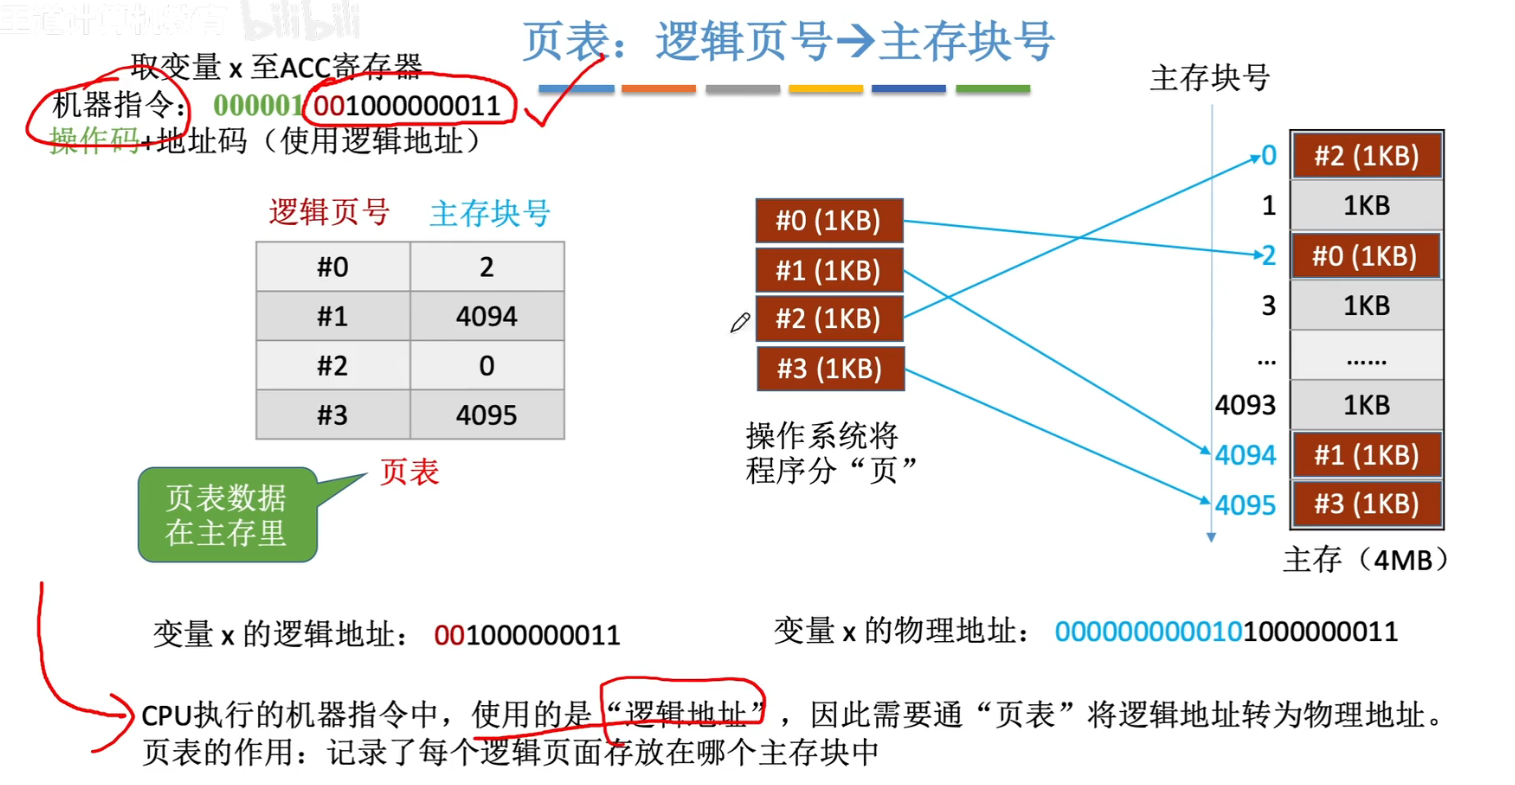 王道计算机教育 bilibili
页表：逻辑页号→主存块号
取变量 x 至ACC寄存器
机器指令：000001 001000000011
操作码+地址码（使用逻辑地址）
逻辑页号 主存块号
#0 2
#1 4094
#2 0
#3 4095
页表
页表数据
在主存里
#0 (1KB)
#1 (1KB)
#2 (1KB)
#3 (1KB)
操作系统将
程序分“页”
主存块号
0 #2 (1KB)
1 1KB
2 #0 (1KB)
3 1KB
... ......
4093 1KB
4094 #1 (1KB)
4095 #3 (1KB)
主存（4MB）
变量 x 的逻辑地址：001000000011
变量 x 的物理地址：0000000000101000000011
CPU执行的机器指令中，使用的是“逻辑地址”，因此需要通“页表”将逻辑地址转为物理地址。
页表的作用：记录了每个逻辑页面存放在哪个主存块中